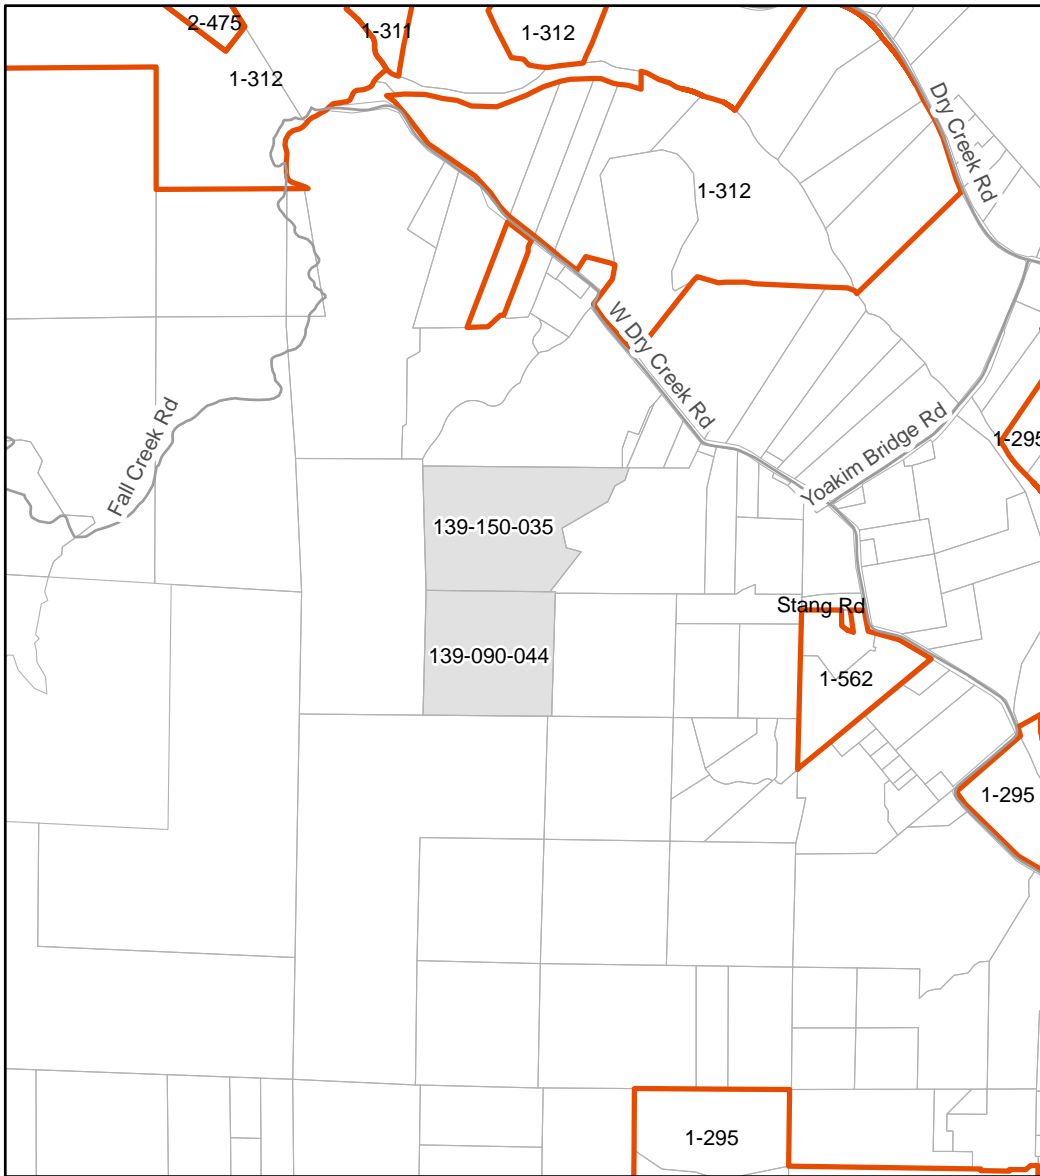 2-475
1-311
1-312
1-312
Dry Creek Rd
1-312
W Dry Creek Rd
Fall Creek Rd
Yoakim Bridge Rd
1-295
139-150-035
Stang Rd
139-090-044
1-562
1-295
1-295